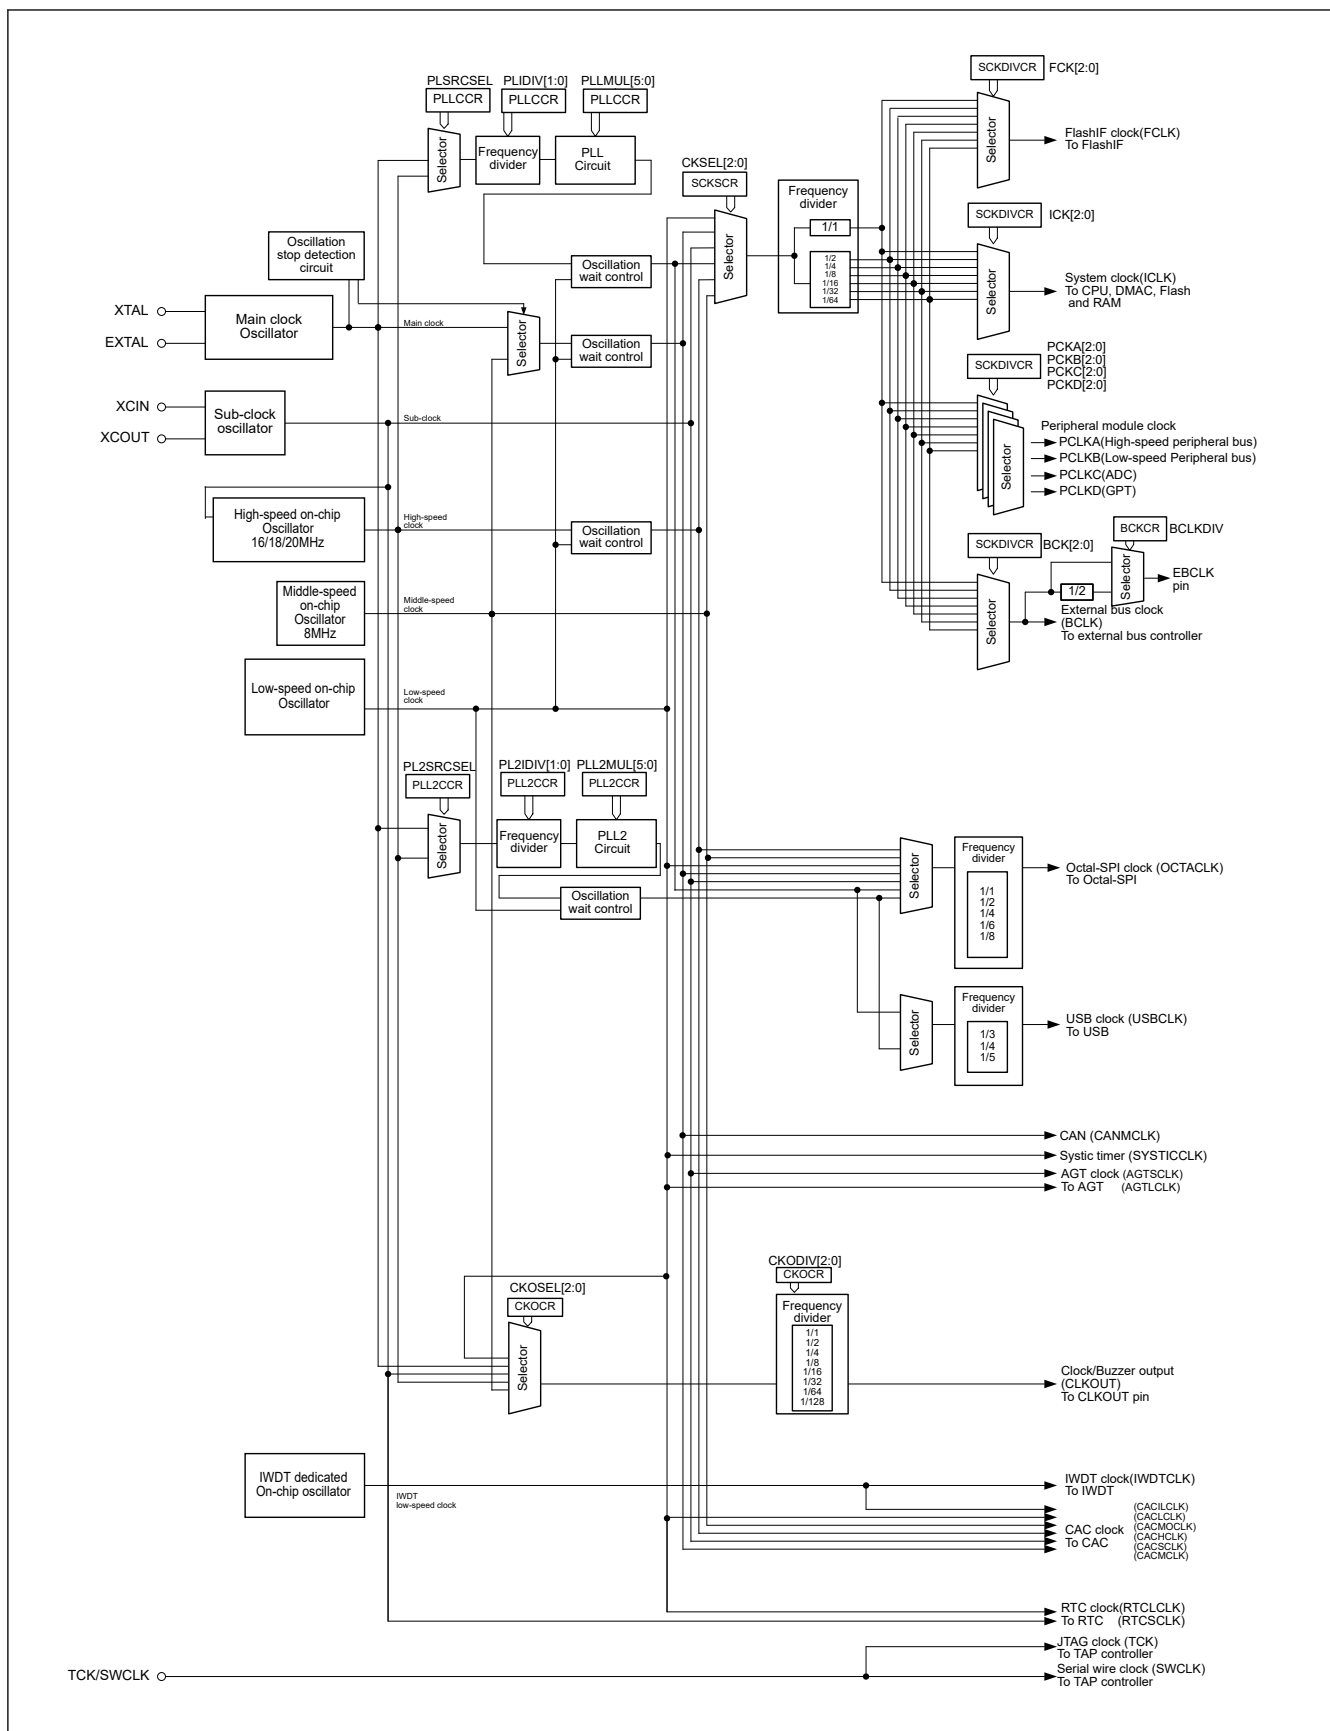 SCKDIVCR FCK[2:0]
PLSRCSEL PLIDIV[1:0] PLLMUL[5:0]
PLLCCR PLLCCR PLLCCR
Selector
Frequency
divider
PLL
Circuit
Selector
FlashIF clock(FCLK)
To FlashIF
CKSEL[2:0]
SCKSCR
Selector
Frequency
divider
1/1
1/2
1/4
1/8
1/16
1/32
1/64
SCKDIVCR ICK[2:0]
Selector
System clock(ICLK)
To CPU, DMAC, Flash
and RAM
Oscillation
stop detection
circuit
Oscillation
wait control
XTAL
EXTAL
Main clock
Oscillator
Main clock
Selector
Oscillation
wait control
PCKA[2:0]
PCKB[2:0]
PCKC[2:0]
PCKD[2:0]
SCKDIVCR
Selector
Peripheral module clock
PCLKA(High-speed peripheral bus)
PCLKB(Low-speed Peripheral bus)
PCLKC(ADC)
PCLKD(GPT)
XCIN
XCOUT
Sub-clock
oscillator
Sub-clock
High-speed on-chip
Oscillator
16/18/20MHz
High-speed
clock
Oscillation
wait control
SCKDIVCR BCK[2:0]
BCKCR BCLKDIV
Selector
1/2
Selector
EBCLK
pin
External bus clock
(BCLK)
To external bus controller
Middle-speed
on-chip
Oscillator
8MHz
Middle-speed
clock
Low-speed on-chip
Oscillator
Low-speed
clock
PL2SRCSEL PL2IDIV[1:0] PLL2MUL[5:0]
PLL2CCR PLL2CCR PLL2CCR
Selector
Frequency
divider
PLL2
Circuit
Oscillation
wait control
Selector
Frequency
divider
1/1
1/2
1/4
1/6
1/8
Octal-SPI clock (OCTACLK)
To Octal-SPI
Selector
Frequency
divider
1/3
1/4
1/5
USB clock (USBCLK)
To USB
CAN (CANMCLK)
Systic timer (SYSTICCLK)
AGT clock (AGTSCLK)
To AGT (AGTLCLK)
CKOSEL[2:0]
CKOCR
Selector
CKODIV[2:0]
CKOCR
Frequency
divider
1/1
1/2
1/4
1/8
1/16
1/32
1/64
1/128
Clock/Buzzer output
(CLKOUT)
To CLKOUT pin
IWDT dedicated
On-chip oscillator
IWDT
low-speed clock
IWDT clock(IWDTCLK)
To IWDT
CAC clock
To CAC
(CACILCLK)
(CACLCLK)
(CACMOCLK)
(CACHCLK)
(CACSCLK)
(CACMCLK)
RTC clock(RTCLCLK)
To RTC (RTCSCLK)
JTAG clock (TCK)
To TAP controller
TCK/SWCLK
Serial wire clock (SWCLK)
To TAP controller